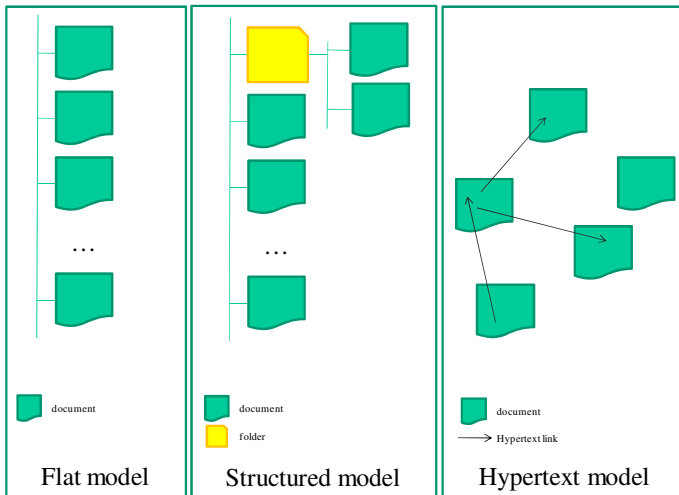 ...
document
Flat model
...
document
folder
Structured model
document
Hypertext link
Hypertext model